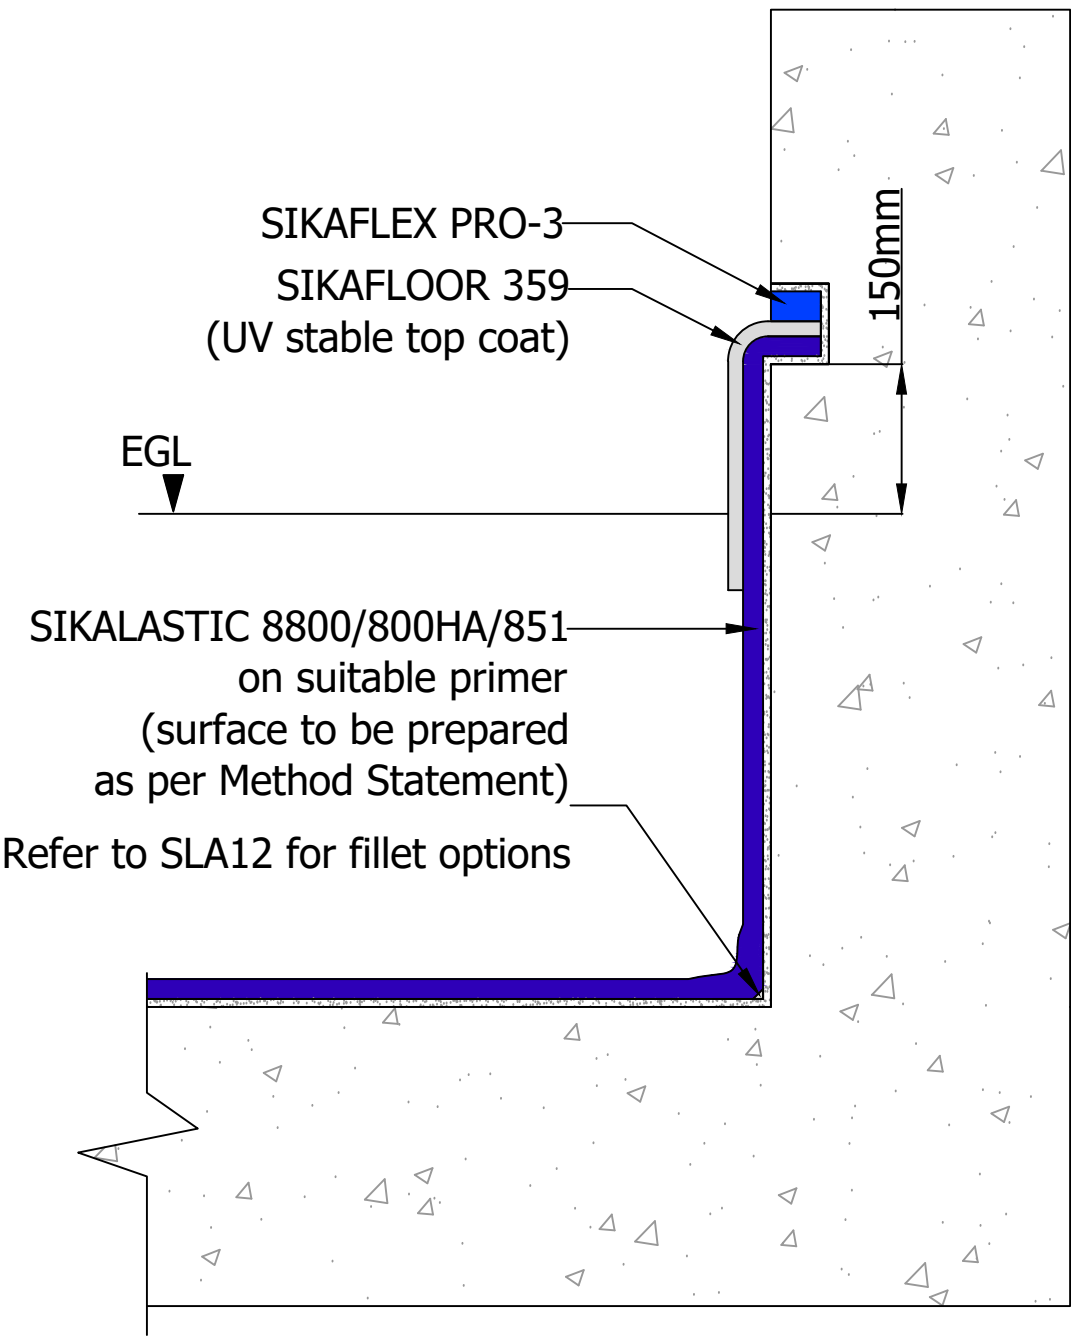 SIKAFLEX PRO-3
SIKAFLOOR 359
(UV stable top coat)
150mm
EGL
SIKALASTIC 8800/800HA/851
on suitable primer
(surface to be prepared
as per Method Statement)
Refer to SLA12 for fillet options